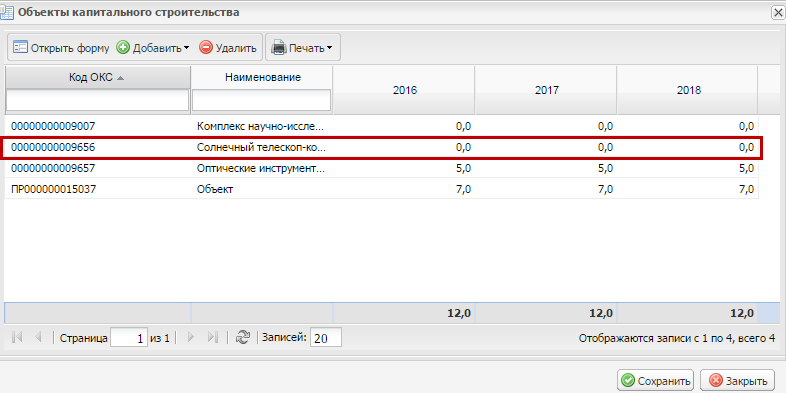 Объекты капитального строительства
Открыть форму Добавить Удалить Печать
Код ОКС Наименование 2016 2017 2018
00000000009007 Комплекс научно-иссле... 0,0 0,0 0,0
00000000009656 Солнечный телескоп-ко... 0,0 0,0 0,0
00000000009657 Оптические инструмент... 5,0 5,0 5,0
ПР000000015037 Объект 7,0 7,0 7,0
12,0 12,0 12,0
Страница 1 из 1 Записей: 20 Отображаются записи с 1 по 4, всего 4
Сохранить Закрыть